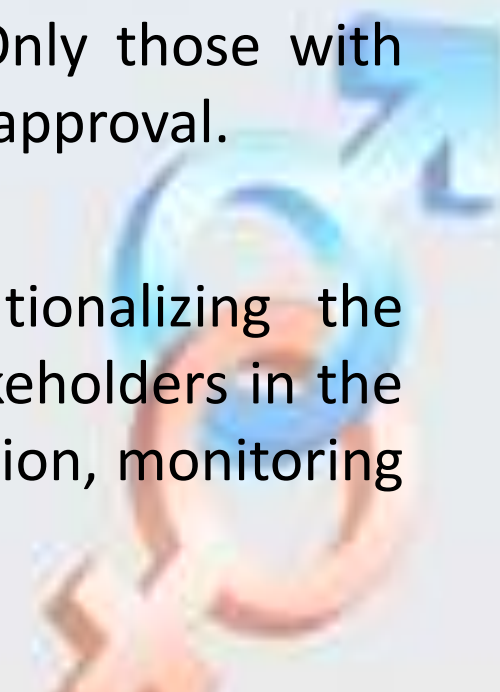 Only those with
approval.
tionalizing the
keholders in the
ion, monitoring